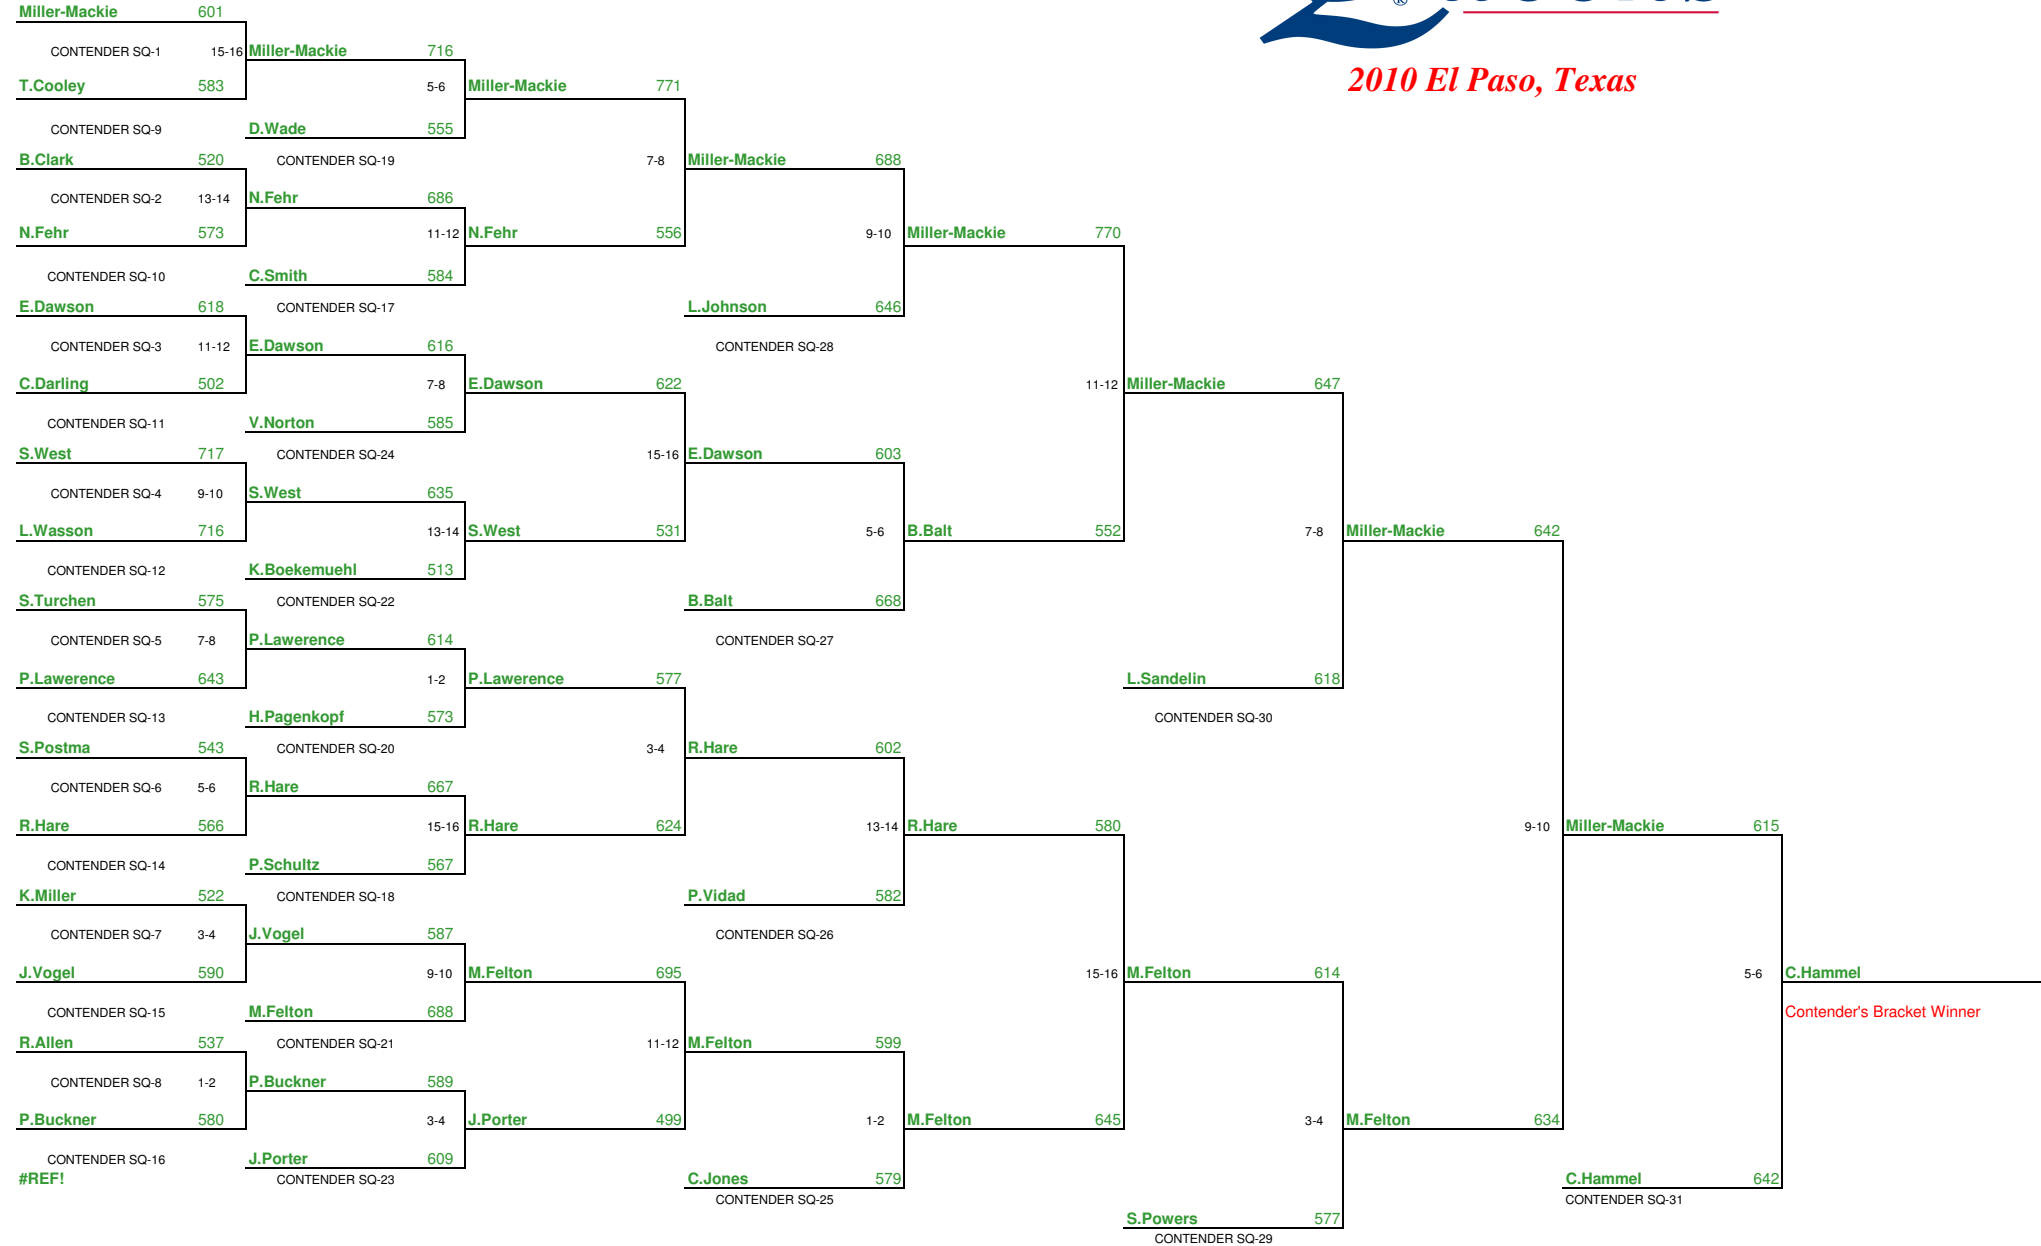 Miller-Mackie 601
CONTENDER SQ-1 15-16 Miller-Mackie 716
®
2010 El Paso, Texas
T.Cooley 583 5-6 Miller-Mackie 771
CONTENDER SQ-9 D.Wade 555
B.Clark 520 CONTENDER SQ-19 7-8 Miller-Mackie 688
CONTENDER SQ-2 13-14 N.Fehr 686
N.Fehr 573 11-12 N.Fehr 556 9-10 Miller-Mackie 770
CONTENDER SQ-10 C.Smith 584
E.Dawson 618 CONTENDER SQ-17 L.Johnson 646
CONTENDER SQ-3 11-12 E.Dawson 616 CONTENDER SQ-28
C.Darling 502 7-8 E.Dawson 622 11-12 Miller-Mackie 647
CONTENDER SQ-11 V.Norton 585
S.West 717 CONTENDER SQ-24 15-16 E.Dawson 603
CONTENDER SQ-4 9-10 S.West 635
L.Wasson 716 13-14 S.West 531 5-6 B.Balt 552 7-8 Miller-Mackie 642
CONTENDER SQ-12 K.Boekemuehl 513
S.Turchen 575 CONTENDER SQ-22 B.Balt 668
CONTENDER SQ-5 7-8 P.Lawerence 614 CONTENDER SQ-27
P.Lawerence 643 1-2 P.Lawerence 577 L.Sandelin 618
CONTENDER SQ-13 H.Pagenkopf 573 CONTENDER SQ-30
S.Postma 543 CONTENDER SQ-20 3-4 R.Hare 602
CONTENDER SQ-6 5-6 R.Hare 667
R.Hare 566 15-16 R.Hare 624 13-14 R.Hare 580 9-10 Miller-Mackie 615
CONTENDER SQ-14 P.Schultz 567
K.Miller 522 CONTENDER SQ-18 P.Vidad 582
CONTENDER SQ-7 3-4 J.Vogel 587 CONTENDER SQ-26
J.Vogel 590 9-10 M.Felton 695 15-16 M.Felton 614 5-6 C.Hammel
CONTENDER SQ-15 M.Felton 688 Contender's Bracket Winner
R.Allen 537 CONTENDER SQ-21 11-12 M.Felton 599
CONTENDER SQ-8 1-2 P.Buckner 589
P.Buckner 580 3-4 J.Porter 499 1-2 M.Felton 645 3-4 M.Felton 634
CONTENDER SQ-16 J.Porter 609
#REF! CONTENDER SQ-23 C.Jones 579 C.Hammel 642
CONTENDER SQ-25 CONTENDER SQ-31
S.Powers 577
CONTENDER SQ-29